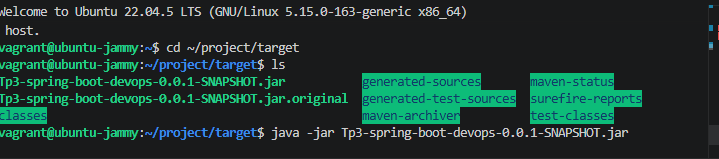 Welcome to Ubuntu 22.04.5 LTS (GNU/Linux 5.15.0-163-generic x86_64)
 host.
vagrant@ubuntu-jammy:~$ cd ~/project/target
vagrant@ubuntu-jammy:~/project/target$ ls
Tp3-spring-boot-devops-0.0.1-SNAPSHOT.jar generated-sources maven-status
Tp3-spring-boot-devops-0.0.1-SNAPSHOT.jar.original generated-test-sources surefire-reports
classes maven-archiver test-classes
vagrant@ubuntu-jammy:~/project/target$ java -jar Tp3-spring-boot-devops-0.0.1-SNAPSHOT.jar